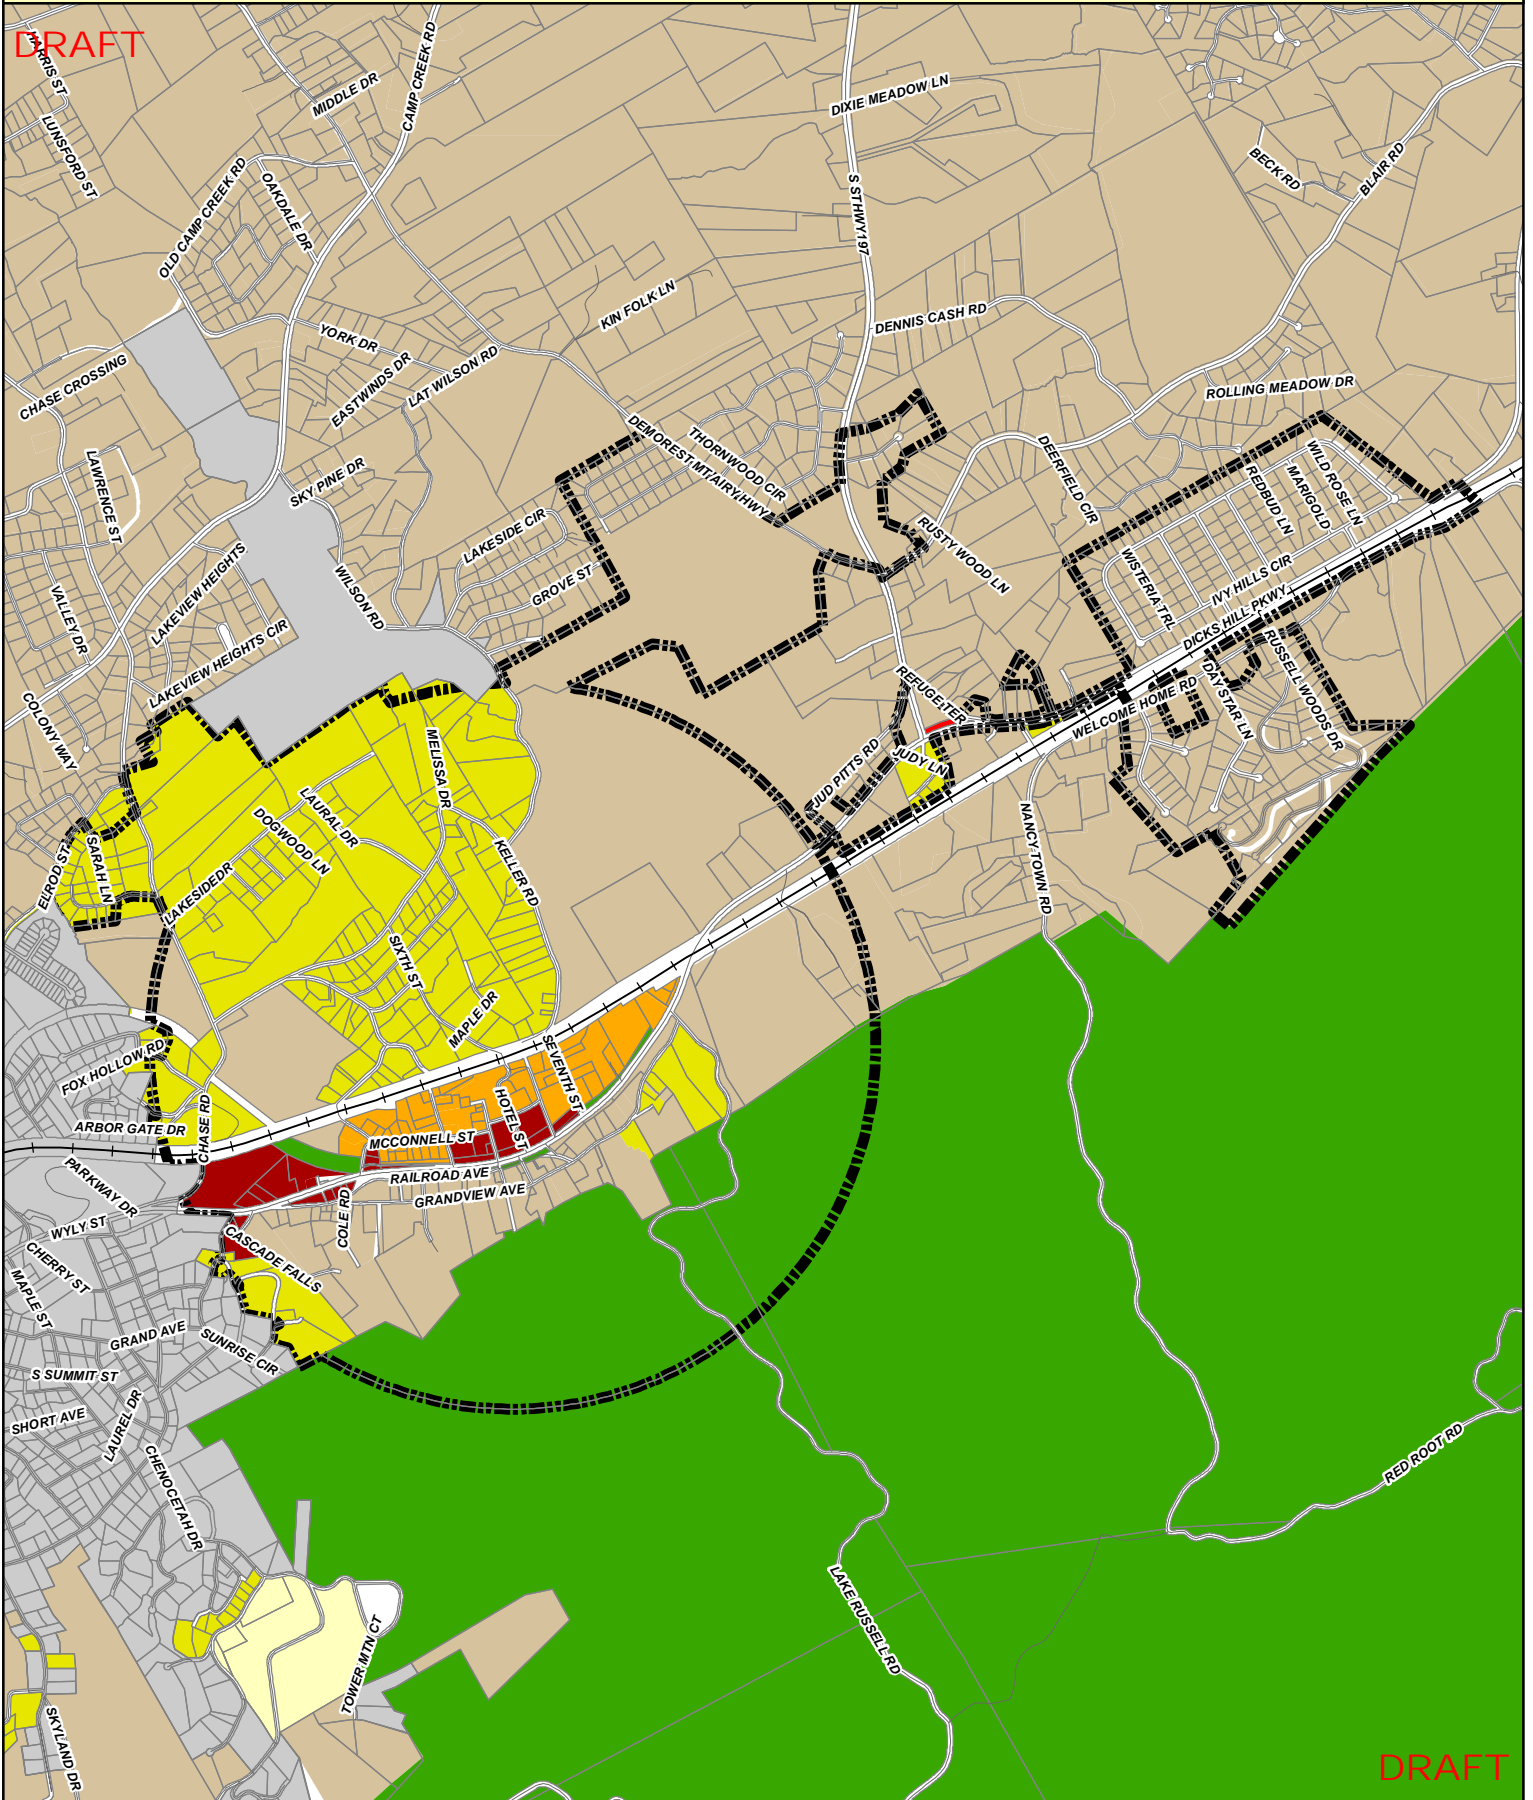 DRAFT
HARRIS ST
LUNSFORD ST
MIDDLE DR
CAMP CREEK RD
DIXIE MEADOW LN
BECK RD
BLAIR RD
OLD CAMP CREEK RD
OAKDALE DR
S ST HWY 197
KIN FOLK LN
DENNIS CASH RD
YORK DR
EASTWINDS DR
LAT WILSON RD
CHASE CROSSING
ROLLING MEADOW DR
LAWRENCE ST
SKY PINE DR
DEMOREST MT AIRY HWY
THORNWOOD CIR
DEERFIELD CIR
REDBUD LN
MARIGOLD
WILD ROSE LN
LAKESIDE CIR
GROVE ST
RUSTY WOOD LN
WISTERIA TRL
IVY HILLS CIR
DICKS HILL PKWY
VALLEY DR
LAKEVIEW HEIGHTS
WILSON RD
LAKEVIEW HEIGHTS CIR
COLONY WAY
REFUGE TER
WELCOME HOME RD
DAY STAR LN
RUSSELL WOODS DR
MELISSA DR
JUDY LN
JUD PITTS RD
LAURAL DR
DOGWOOD LN
NANCY TOWN RD
ELROD ST
SARAH LN
LAKESIDE DR
KELLER RD
SIXTH ST
MAPLE DR
SEVENTH ST
FOX HOLLOW RD
CHASE RD
ARBOR GATE DR
HOTEL ST
MCCONNELL ST
RAILROAD AVE
GRANDVIEW AVE
PARKWAY DR
WYLY ST
COLE RD
CHERRY ST
CASCADE FALLS
MAPLE ST
GRAND AVE
SUNRISE CIR
S SUMMIT ST
SHORT AVE
LAUREL DR
CHENOCETAH DR
RED ROOT RD
LAKE RUSSELL RD
TOWER MTN CT
SKYLAND DR
DRAFT